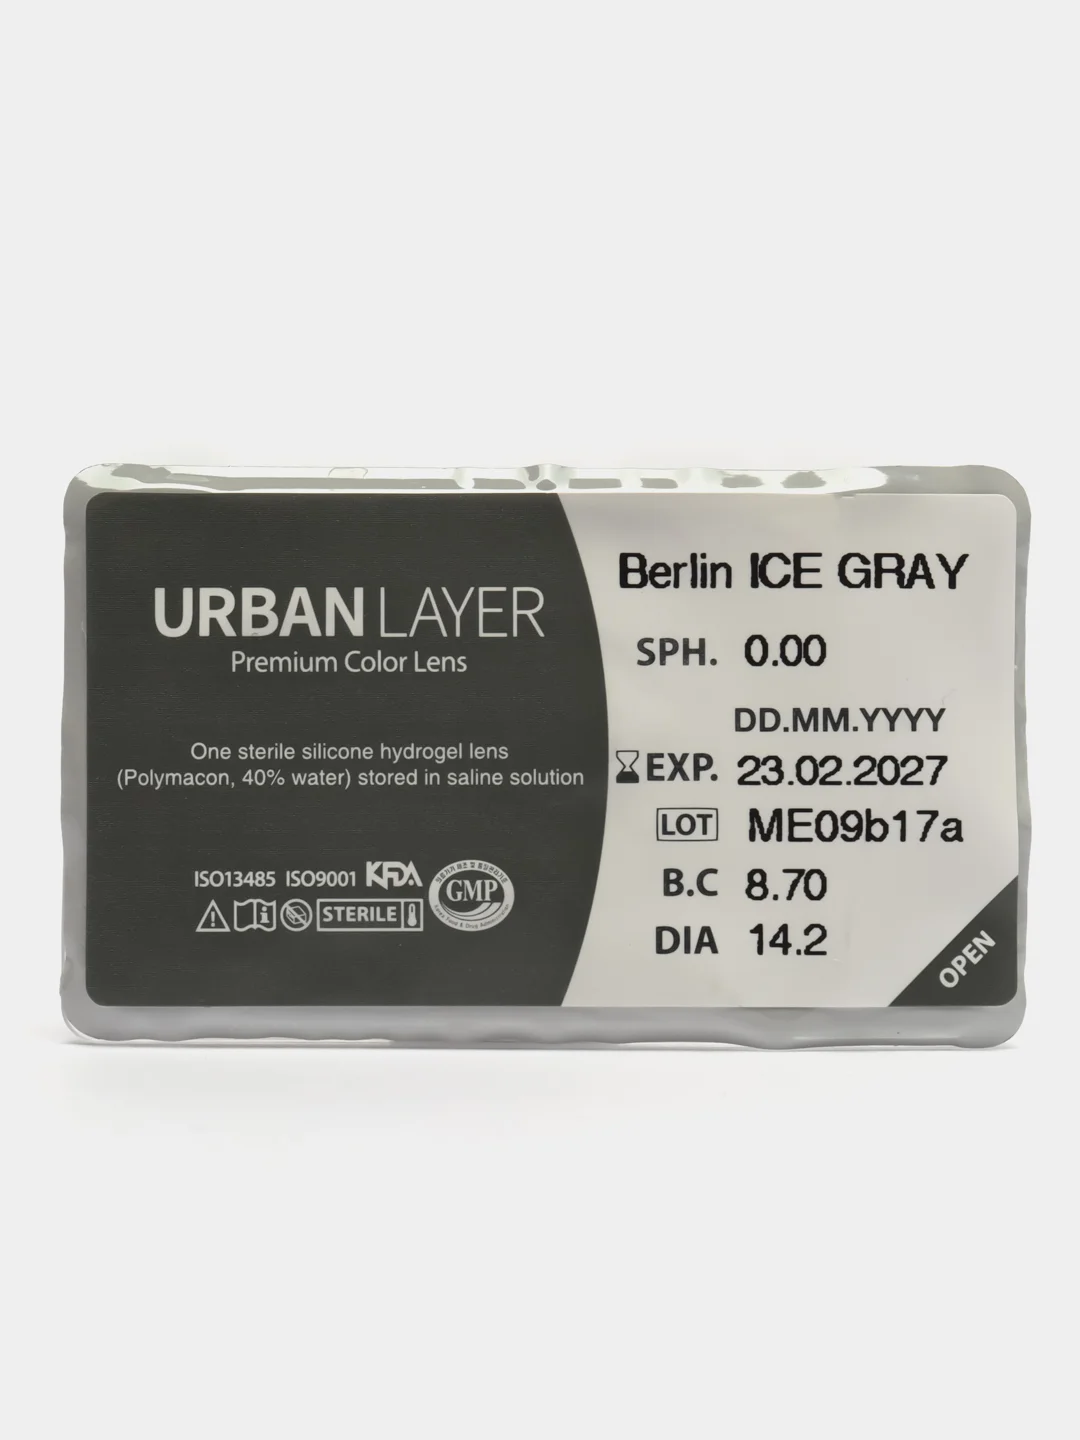 URBAN LAYER
Premium Color Lens
One sterile silicone hydrogel lens
(Polymacon, 40% water) stored in saline solution
ISO13485 ISO9001 KFDA
GMP
STERILE
Berlin ICE GRAY
SPH. 0.00
DD.MM.YYYY
EXP. 23.02.2027
LOT ME09b17a
B.C 8.70
DIA 14.2
OPEN